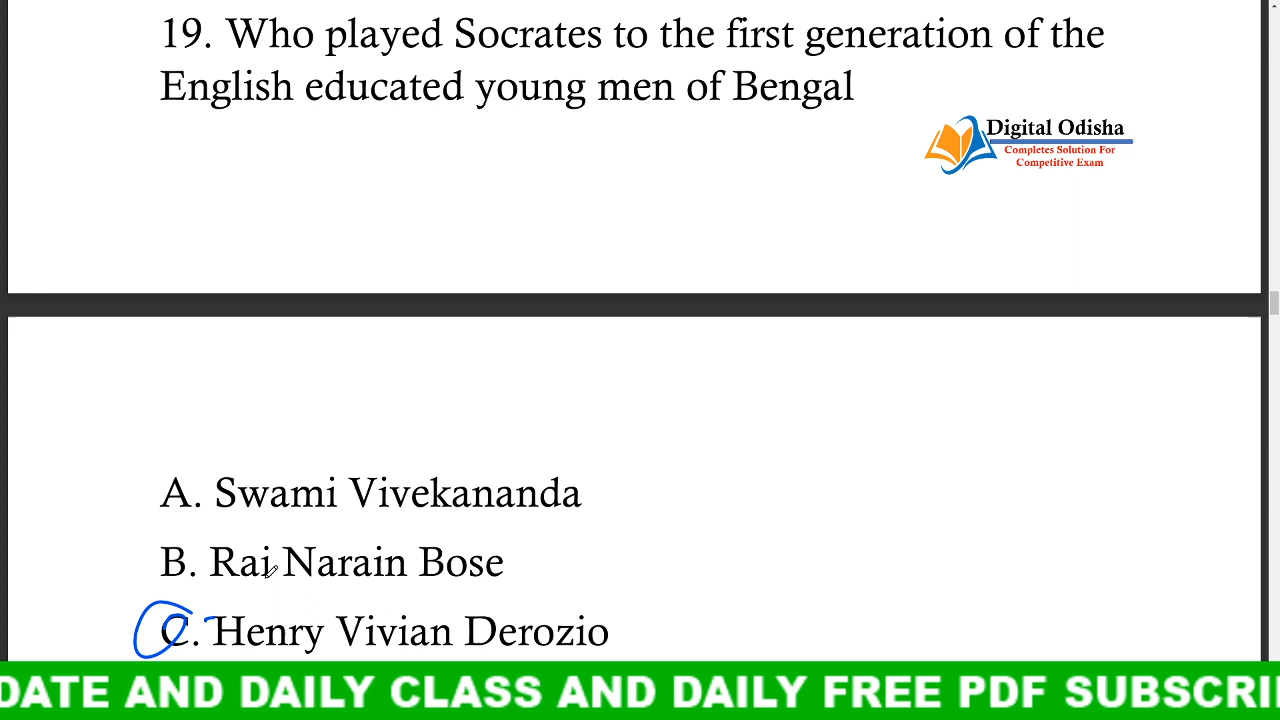 19. Who played Socrates to the first generation of the
English educated young men of Bengal
Digital Odisha
Completes Solution For
Competitive Exam
A. Swami Vivekananda
B. Rai Narain Bose
C. Henry Vivian Derozio
DATE AND DAILY CLASS AND DAILY FREE PDF SUBSCRI